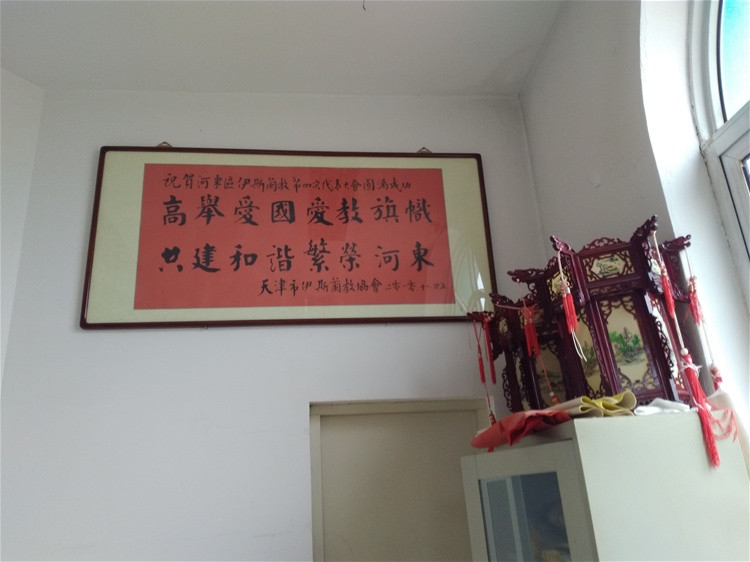 祝賀河東區伊斯蘭教第四次代表大會圓滿成功
高舉愛國愛教旗幟
共建和諧繁榮河東
天津市伊斯蘭教協會